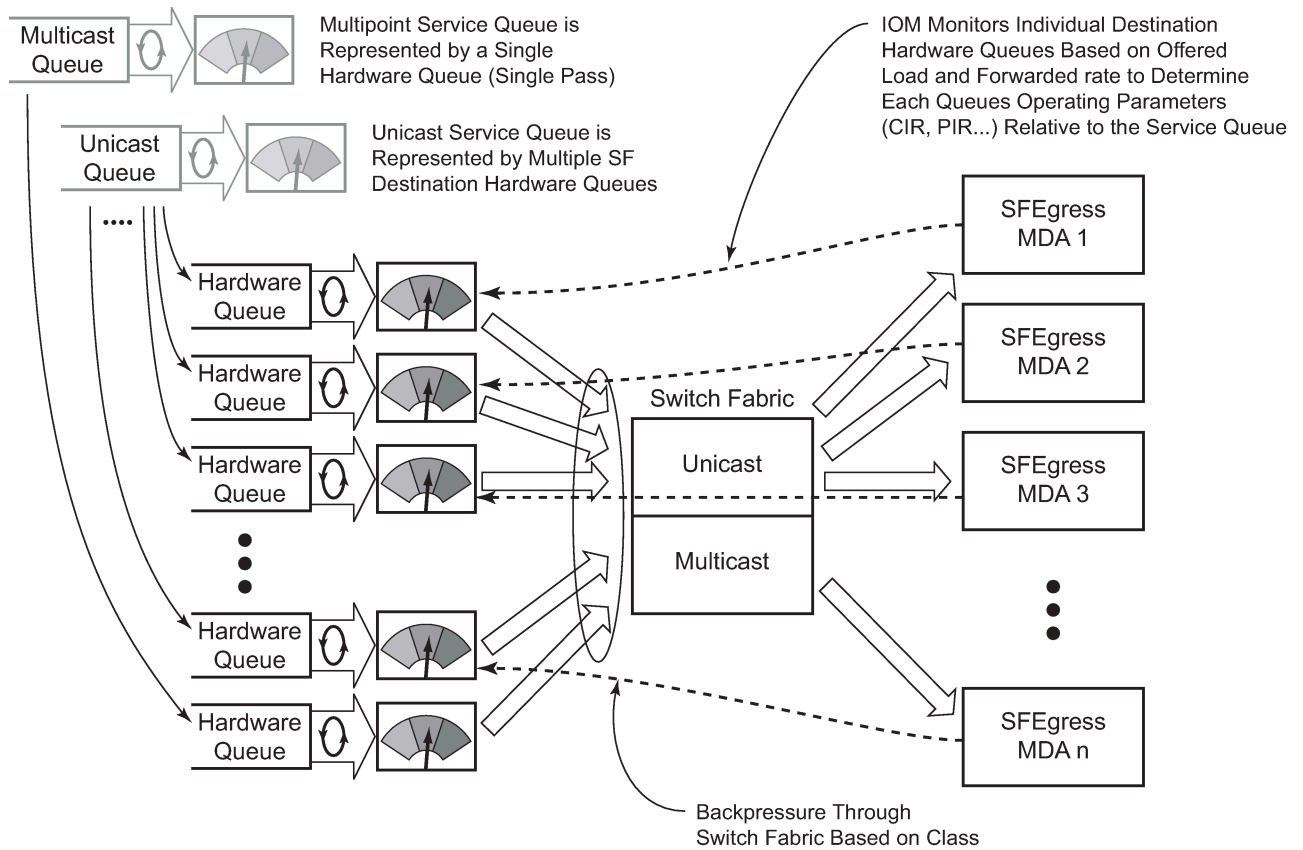 Multicast
Queue
Multipoint Service Queue is
Represented by a Single
Hardware Queue (Single Pass)
IOM Monitors Individual Destination
Hardware Queues Based on Offered
Load and Forwarded rate to Determine
Each Queues Operating Parameters
(CIR, PIR...) Relative to the Service Queue
Unicast
Queue
Unicast Service Queue is
Represented by Multiple SF
Destination Hardware Queues
Hardware
Queue
Hardware
Queue
Hardware
Queue
Hardware
Queue
Hardware
Queue
Switch Fabric
Unicast
Multicast
SFEgress
MDA 1
SFEgress
MDA 2
SFEgress
MDA 3
SFEgress
MDA n
Backpressure Through
Switch Fabric Based on Class